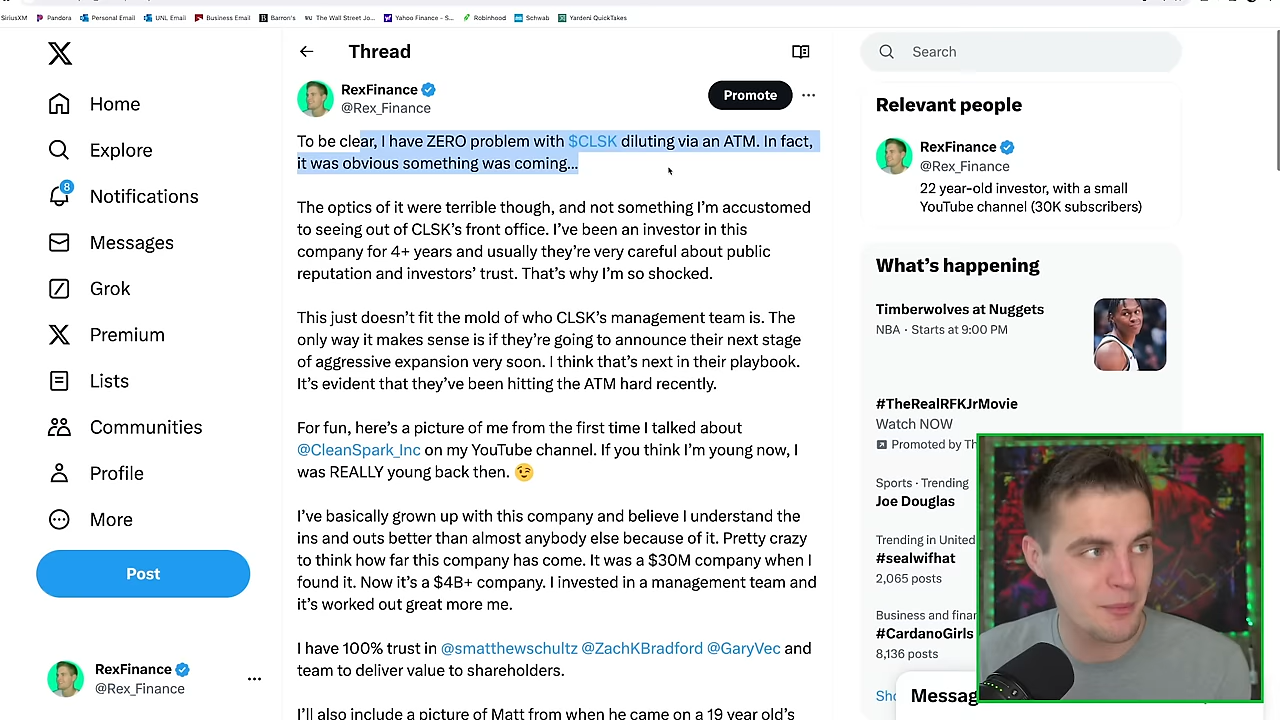 SiriusXM Pandora Personal Email UNL Email Business Email Barron's The Wall Street Jo... Yahoo Finance - S... Robinhood Schwab Yardeni QuickTakes
Thread
Search
Home
Explore
8
Notifications
Messages
Grok
Premium
Lists
Communities
Profile
More
Post
RexFinance
@Rex_Finance
RexFinance
@Rex_Finance
Promote
To be clear, I have ZERO problem with $CLSK diluting via an ATM. In fact,
it was obvious something was coming...
The optics of it were terrible though, and not something I’m accustomed
to seeing out of CLSK’s front office. I’ve been an investor in this
company for 4+ years and usually they’re very careful about public
reputation and investors’ trust. That’s why I’m so shocked.
This just doesn’t fit the mold of who CLSK’s management team is. The
only way it makes sense is if they’re going to announce their next stage
of aggressive expansion very soon. I think that’s next in their playbook.
It’s evident that they’ve been hitting the ATM hard recently.
For fun, here’s a picture of me from the first time I talked about
@CleanSpark_Inc on my YouTube channel. If you think I’m young now, I
was REALLY young back then. 😉
I’ve basically grown up with this company and believe I understand the
ins and outs better than almost anybody else because of it. Pretty crazy
to think how far this company has come. It was a $30M company when I
found it. Now it’s a $4B+ company. I invested in a management team and
it’s worked out great more me.
I have 100% trust in @smatthewschultz @ZachKBradford @GaryVec and
team to deliver value to shareholders.
I’ll also include a picture of Matt from when he came on a 19 year old’s
Relevant people
RexFinance
@Rex_Finance
22 year-old investor, with a small
YouTube channel (30K subscribers)
What’s happening
Timberwolves at Nuggets
NBA · Starts at 9:00 PM
#TheRealRFKJrMovie
Watch NOW
Promoted by Th
Sports · Trending
Joe Douglas
Trending in United
#sealwifhat
2,065 posts
Business and finan
#CardanoGirls
8,136 posts
Messag